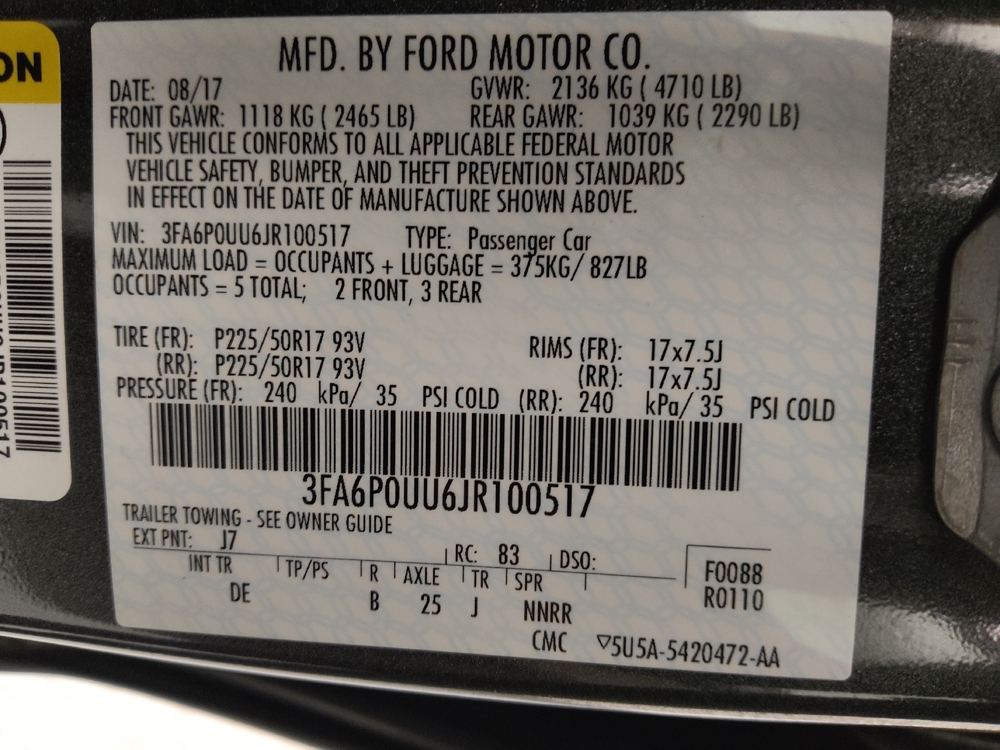 ON
MFD. BY FORD MOTOR CO.
DATE: 08/17 GVWR: 2136 KG ( 4710 LB)
FRONT GAWR: 1118 KG ( 2465 LB) REAR GAWR: 1039 KG ( 2290 LB)
THIS VEHICLE CONFORMS TO ALL APPLICABLE FEDERAL MOTOR
VEHICLE SAFETY, BUMPER, AND THEFT PREVENTION STANDARDS
IN EFFECT ON THE DATE OF MANUFACTURE SHOWN ABOVE.
VIN: 3FA6P0UU6JR100517 TYPE: Passenger Car
MAXIMUM LOAD = OCCUPANTS + LUGGAGE = 375KG/ 827LB
OCCUPANTS = 5 TOTAL; 2 FRONT, 3 REAR
TIRE (FR): P225/50R17 93V RIMS (FR): 17x7.5J
(RR): P225/50R17 93V (RR): 17x7.5J
PRESSURE (FR): 240 kPa/ 35 PSI COLD (RR): 240 kPa/ 35 PSI COLD
3FA6P0UU6JR100517
TRAILER TOWING - SEE OWNER GUIDE
EXT PNT: J7 RC: 83 DSO:
INT TR TP/PS R AXLE TR SPR F0088
DE B 25 J NNRR R0110
CMC ▽5U5A-5420472-AA